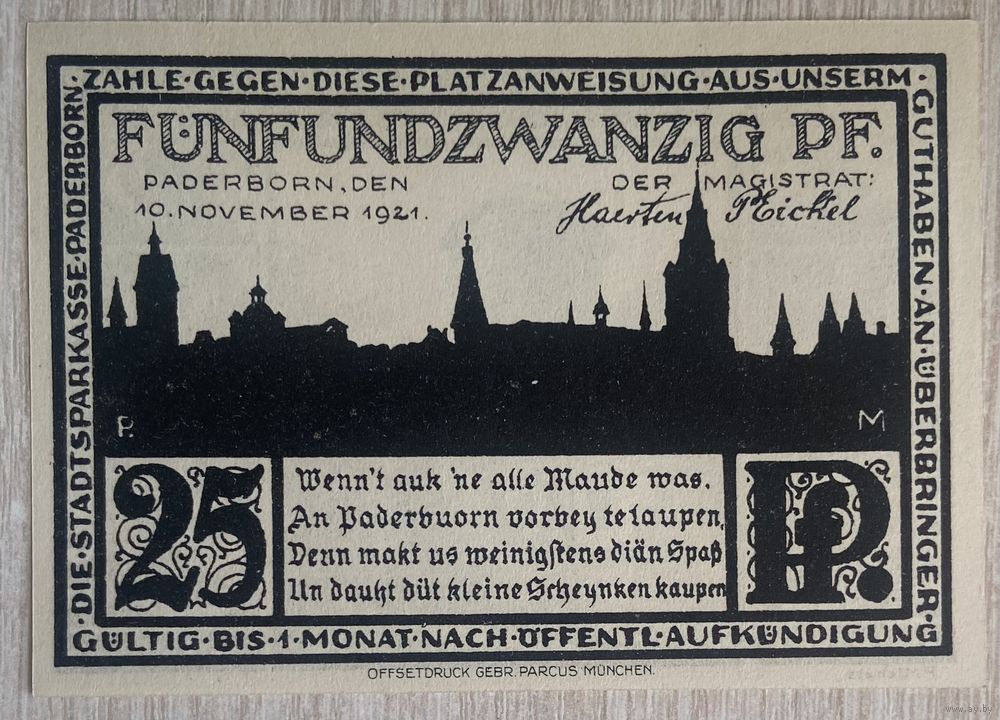 ·DIE·STADTSPARKASSE·PADERBORN·
ZAHLE·GEGEN·DIESE·PLATZANWEISUNG·AUS·UNSERM·
GUTHABEN·AN·ÜBERBRINGER·
FÜNFUNDZWANZIG PF.
PADERBORN, DEN
10. NOVEMBER 1921.
DER MAGISTRAT:
Haerten Pleickel
P. M
25
Wenn't auk 'ne alle Maude was.
An Paderbuorn vorbey telaupen,
Denn makt us weinigstens diän Spaß
Un dauht düt kleine Scheynken kaupen
Pf.
GÜLTIG·BIS·1·MONAT·NACH·ÖFFENTL·AUFKÜNDIGUNG
OFFSETDRUCK GEBR. PARCUS MÜNCHEN.
www.ay.by